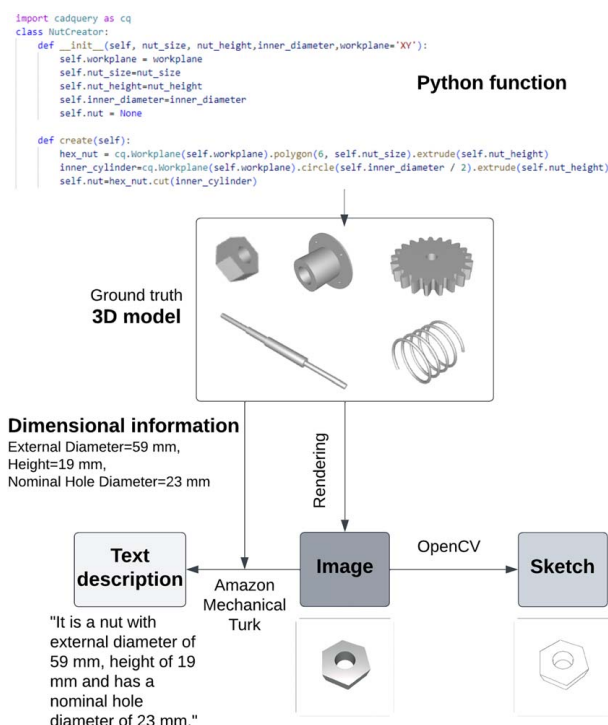 import cadquery as cq
class NutCreator:
    def __init__(self, nut_size, nut_height,inner_diameter,workplane='XY'):
        self.workplane = workplane
        self.nut_size=nut_size
        self.nut_height=nut_height
        self.inner_diameter=inner_diameter
        self.nut = None
Python function
    def create(self):
        hex_nut = cq.Workplane(self.workplane).polygon(6, self.nut_size).extrude(self.nut_height)
        inner_cylinder=cq.Workplane(self.workplane).circle(self.inner_diameter / 2).extrude(self.nut_height)
        self.nut=hex_nut.cut(inner_cylinder)
Ground truth
3D model
Dimensional information
External Diameter=59 mm,
Height=19 mm,
Nominal Hole Diameter=23 mm
Rendering
Text
description
Amazon
Mechanical
Turk
Image
OpenCV
Sketch
"It is a nut with
external diameter of
59 mm, height of 19
mm and has a
nominal hole
diameter of 23 mm."